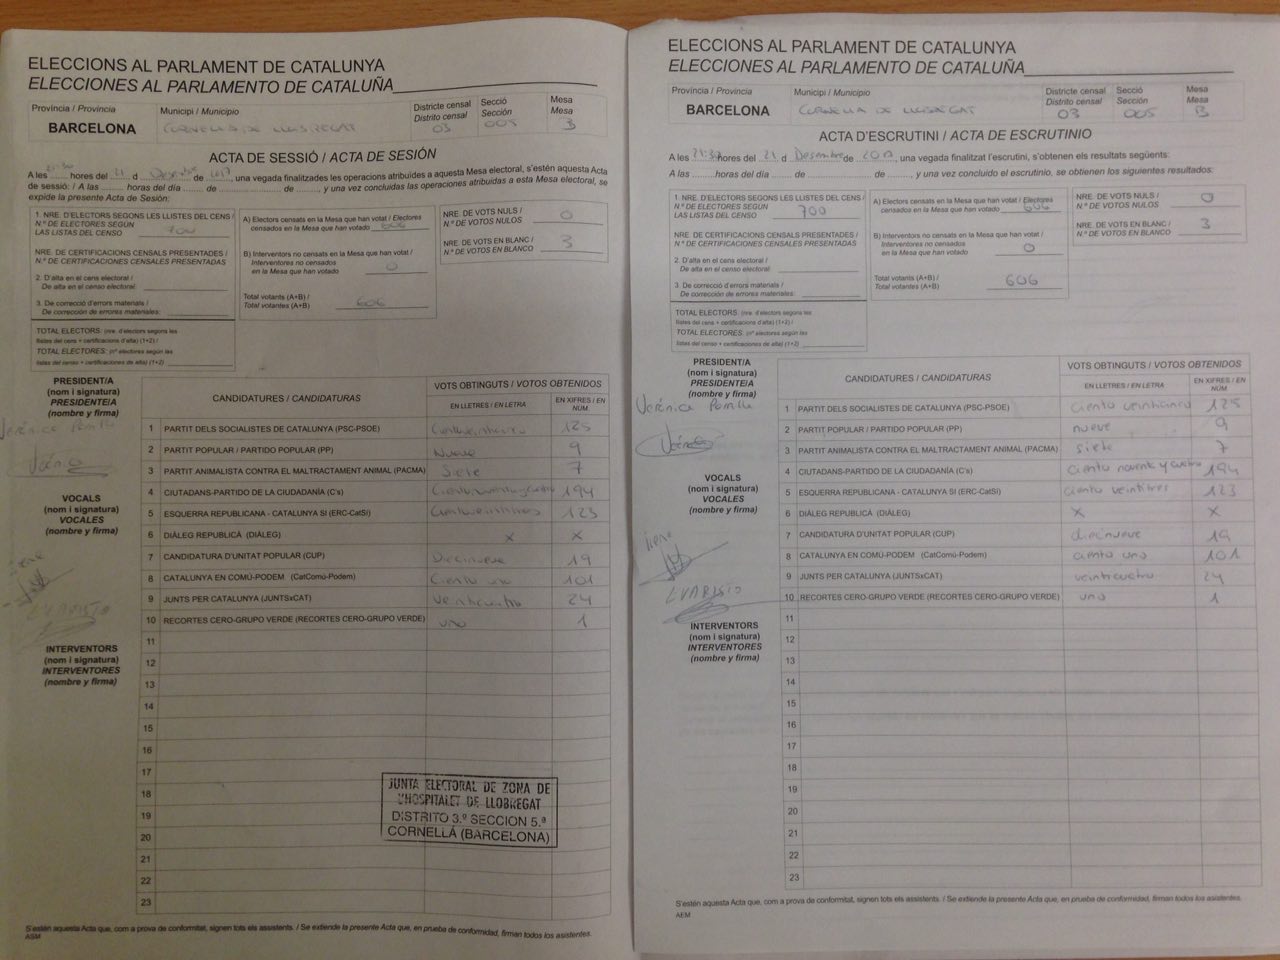 ELECCIONS AL PARLAMENT DE CATALUNYA
ELECCIONES AL PARLAMENTO DE CATALUÑA
Província / Provincia
BARCELONA
Municipi / Municipio
CORNELLA DE LLOBREGAT
Districte censal
Distrito censal
03
Secció
Sección
005
Mesa
Mesa
B
ACTA DE SESSIÓ / ACTA DE SESIÓN
A les 21:30 hores del 21 d Desembre de 2017, una vegada finalitzades les operacions atribuïdes a aquesta Mesa electoral, s'estén aquesta Acta
de sessió: / A las ......... horas del día ....... de ............... de ........, y una vez concluidas las operaciones atribuidas a esta Mesa electoral, se
expide la presente Acta de Sesión:
1. NRE. D'ELECTORS SEGONS LES LLISTES DEL CENS /
N.º DE ELECTORES SEGÚN
LAS LISTAS DEL CENSO 700
NRE. DE CERTIFICACIONS CENSALS PRESENTADES /
N.º DE CERTIFICACIONES CENSALES PRESENTADAS
2. D'alta en el cens electoral /
De alta en el censo electoral
3. De correcció d'errors materials /
De corrección de errores materiales:
TOTAL ELECTORS: (nre. d'electors segons les
llistes del cens + certificacions d'alta) (1+2) /
TOTAL ELECTORES: (nº electores según las
listas del censo + certificaciones de alta) (1+2)
A) Electors censats en la Mesa que han votat / Electores
censados en la Mesa que han votado 606
B) Interventors no censats en la Mesa que han votat /
Interventores no censados
en la Mesa que han votado 0
Total votants (A+B) /
Total votantes (A+B) 606
NRE. DE VOTS NULS /
N.º DE VOTOS NULOS 0
NRE. DE VOTS EN BLANC /
N.º DE VOTOS EN BLANCO 3
PRESIDENT/A
(nom i signatura)
PRESIDENTE/A
(nombre y firma)
Verónica
VOCALS
(nom i signatura)
VOCALES
(nombre y firma)
Irene
EVARISTO
INTERVENTORS
(nom i signatura)
INTERVENTORES
(nombre y firma)
CANDIDATURES / CANDIDATURAS
VOTS OBTINGUTS / VOTOS OBTENIDOS
EN LLETRES / EN LETRA
EN XIFRES / EN NÚM.
1 PARTIT DELS SOCIALISTES DE CATALUNYA (PSC-PSOE) 125
2 PARTIT POPULAR / PARTIDO POPULAR (PP) Nueve 9
3 PARTIT ANIMALISTA CONTRA EL MALTRACTAMENT ANIMAL (PACMA) Siete 7
4 CIUTADANS-PARTIDO DE LA CIUDADANÍA (C's) 194
5 ESQUERRA REPUBLICANA - CATALUNYA SÍ (ERC-CatSí) 123
6 DIÀLEG REPUBLICÀ (DIÀLEG) X X
7 CANDIDATURA D'UNITAT POPULAR (CUP) Diecinueve 19
8 CATALUNYA EN COMÚ-PODEM (CatComú-Podem) Ciento uno 101
9 JUNTS PER CATALUNYA (JUNTSxCAT) Veinticuatro 24
10 RECORTES CERO-GRUPO VERDE (RECORTES CERO-GRUPO VERDE) uno 1
11
12
13
14
15
16
17
18
19
20
21
22
23
JUNTA ELECTORAL DE ZONA DE
L'HOSPITALET DE LLOBREGAT
DISTRITO 3.º SECCION 5.ª
CORNELLÁ (BARCELONA)
S'estén aquesta Acta que, com a prova de conformitat, signen tots els assistents. / Se extiende la presente Acta que, en prueba de conformidad, firman todos los asistentes.
ASM
ELECCIONS AL PARLAMENT DE CATALUNYA
ELECCIONES AL PARLAMENTO DE CATALUÑA
Província / Provincia
BARCELONA
Municipi / Municipio
CORNELLA DE LLOBREGAT
Districte censal
Distrito censal
03
Secció
Sección
005
Mesa
Mesa
B
ACTA D'ESCRUTINI / ACTA DE ESCRUTINIO
A les 21:30 hores del 21 d Desembre de 2017, una vegada finalitzat l'escrutini, s'obtenen els resultats següents:
A las ......... horas del día ....... de ............... de ........, y una vez concluido el escrutinio, se obtienen los siguientes resultados:
1. NRE. D'ELECTORS SEGONS LES LLISTES DEL CENS /
N.º DE ELECTORES SEGÚN
LAS LISTAS DEL CENSO 700
NRE. DE CERTIFICACIONS CENSALS PRESENTADES /
N.º DE CERTIFICACIONES CENSALES PRESENTADAS
2. D'alta en el cens electoral /
De alta en el censo electoral
3. De correcció d'errors materials /
De corrección de errores materiales:
TOTAL ELECTORS: (nre. d'electors segons les
llistes del cens + certificacions d'alta) (1+2) /
TOTAL ELECTORES: (nº electores según las
listas del censo + certificaciones de alta) (1+2)
A) Electors censats en la Mesa que han votat / Electores
censados en la Mesa que han votado 606
B) Interventors no censats en la Mesa que han votat /
Interventores no censados
en la Mesa que han votado 0
Total votants (A+B) /
Total votantes (A+B) 606
NRE. DE VOTS NULS /
N.º DE VOTOS NULOS 0
NRE. DE VOTS EN BLANC /
N.º DE VOTOS EN BLANCO 3
PRESIDENT/A
(nom i signatura)
PRESIDENTE/A
(nombre y firma)
Verónica
VOCALS
(nom i signatura)
VOCALES
(nombre y firma)
Irene
EVARISTO
INTERVENTORS
(nom i signatura)
INTERVENTORES
(nombre y firma)
CANDIDATURES / CANDIDATURAS
VOTS OBTINGUTS / VOTOS OBTENIDOS
EN LLETRES / EN LETRA
EN XIFRES / EN NÚM.
1 PARTIT DELS SOCIALISTES DE CATALUNYA (PSC-PSOE) ciento veinticinco 125
2 PARTIT POPULAR / PARTIDO POPULAR (PP) nueve 9
3 PARTIT ANIMALISTA CONTRA EL MALTRACTAMENT ANIMAL (PACMA) siete 7
4 CIUTADANS-PARTIDO DE LA CIUDADANÍA (C's) ciento noventa y cuatro 194
5 ESQUERRA REPUBLICANA - CATALUNYA SÍ (ERC-CatSí) ciento veintitres 123
6 DIÀLEG REPUBLICÀ (DIÀLEG) X X
7 CANDIDATURA D'UNITAT POPULAR (CUP) diecinueve 19
8 CATALUNYA EN COMÚ-PODEM (CatComú-Podem) ciento uno 101
9 JUNTS PER CATALUNYA (JUNTSxCAT) veinticuatro 24
10 RECORTES CERO-GRUPO VERDE (RECORTES CERO-GRUPO VERDE) uno 1
11
12
13
14
15
16
17
18
19
20
21
22
23
S'estén aquesta Acta que, com a prova de conformitat, signen tots els assistents. / Se extiende la presente Acta que, en prueba de conformidad, firman todos los asistentes.
AEM